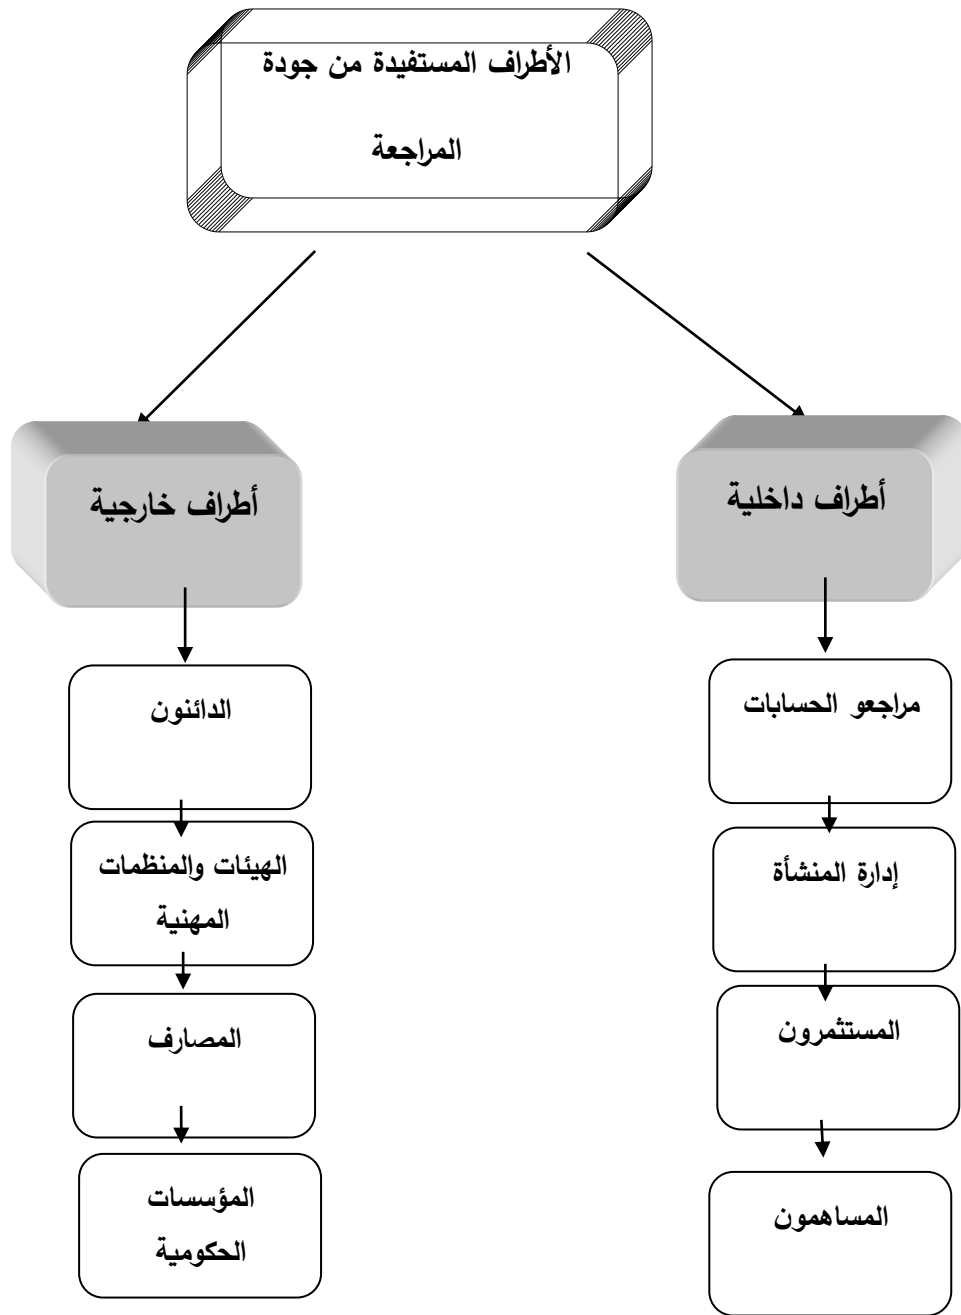 الأطراف المستفيدة من جودة
المراجعة
أطراف داخلية
أطراف خارجية
مراجعو الحسابات
إدارة المنشأة
المستثمرون
المساهمون
الدائنون
الهيئات والمنظمات
المهنية
المصارف
المؤسسات
الحكومية